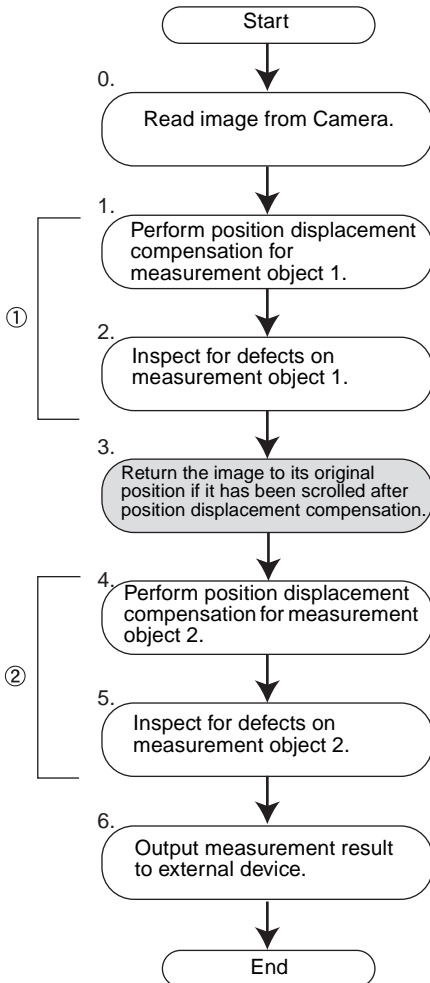 Start
0.
Read image from Camera.
1.
Perform position displacement
compensation for
measurement object 1.
①
2.
Inspect for defects on
measurement object 1.
3.
Return the image to its original
position if it has been scrolled after
position displacement compensation.
4.
Perform position displacement
compensation for measurement
object 2.
②
5.
Inspect for defects on
measurement object 2.
6.
Output measurement result
to external device.
End